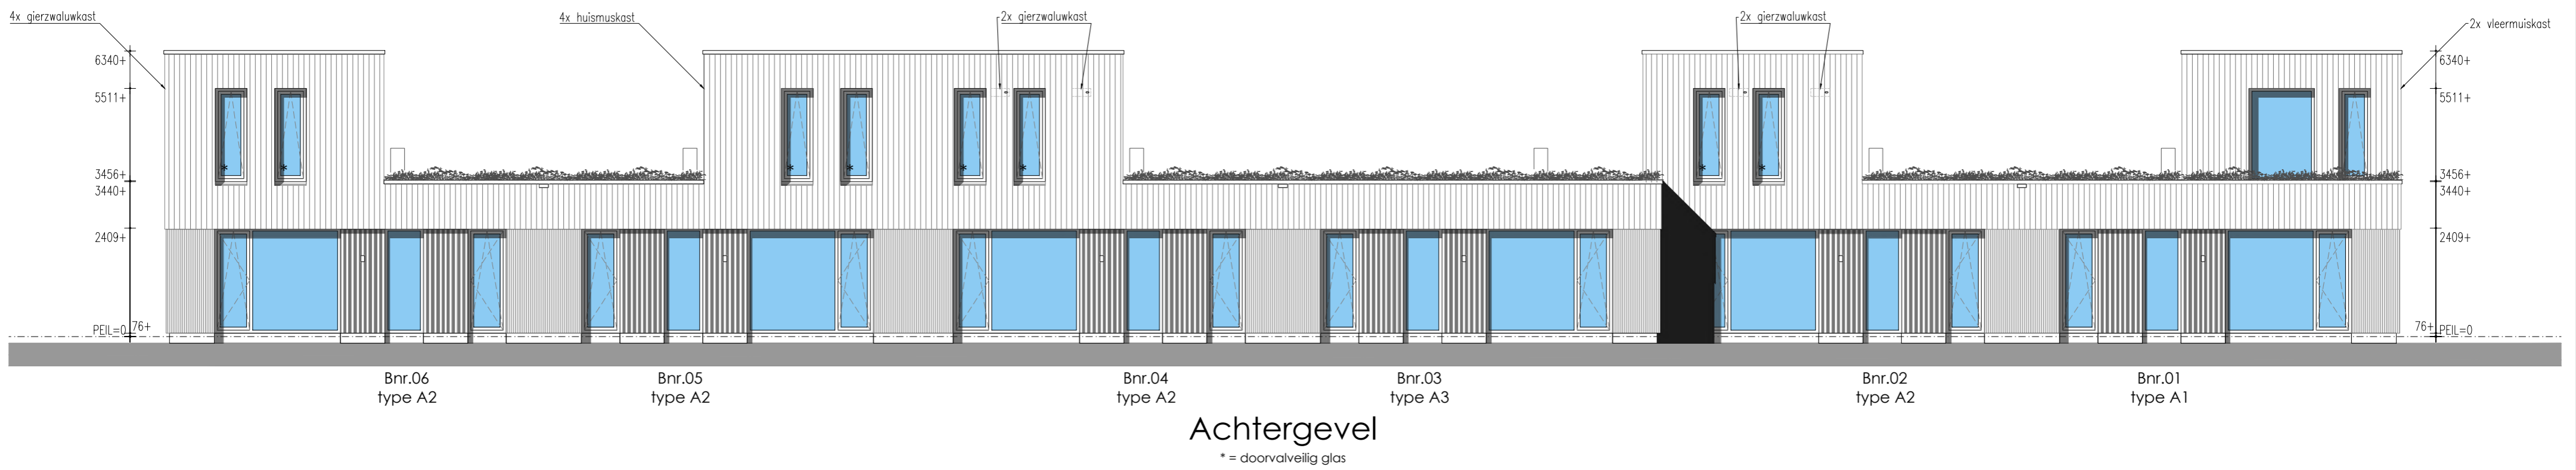 4x gierzwaluwkast
4x huismuskast
2x gierzwaluwkast
2x gierzwaluwkast
2x vleermuiskast
6340+
5511+
3456+
3440+
2409+
PEIL=0
76+
6340+
5511+
3456+
3440+
2409+
76+
PEIL=0
* * * * * * * *
Bnr.06
type A2
Bnr.05
type A2
Bnr.04
type A2
Bnr.03
type A3
Bnr.02
type A2
Bnr.01
type A1
Achtergevel
* = doorvalveilig glas